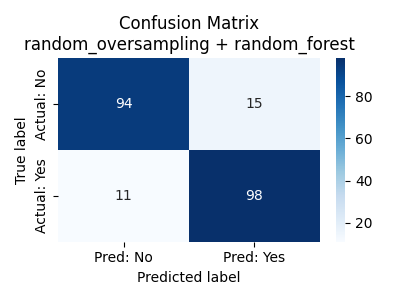 Confusion Matrix
random_oversampling + random_forest
True label
Actual: No
Actual: Yes
94
15
11
98
Pred: No
Pred: Yes
Predicted label
80
60
40
20